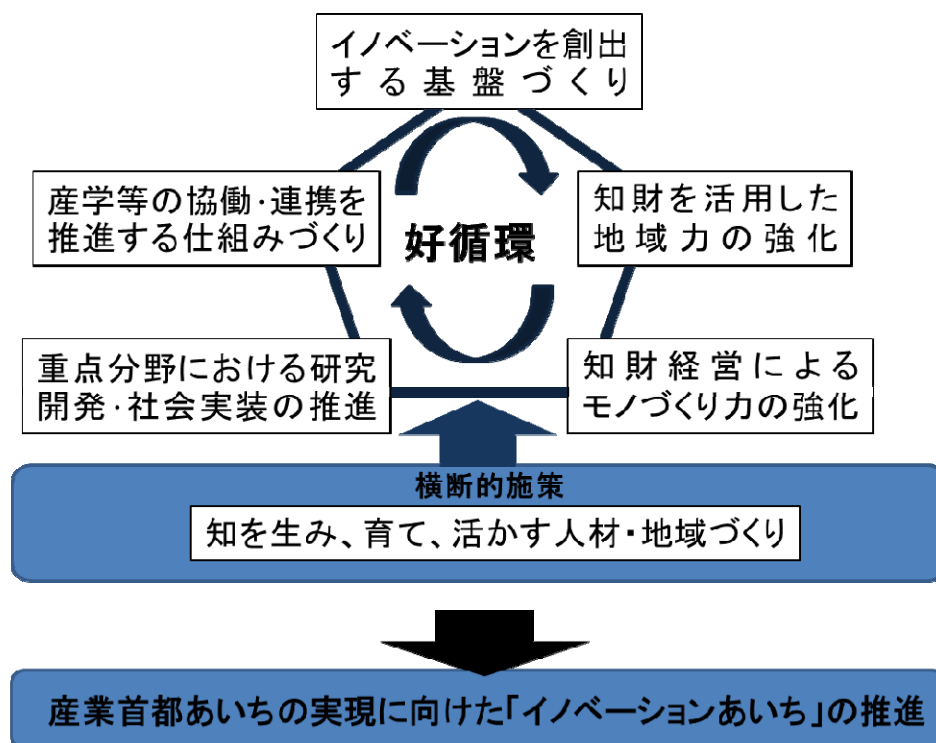 イノベーションを創出
する基盤づくり
産学等の協働・連携を
推進する仕組みづくり
知財を活用した
地域力の強化
好循環
重点分野における研究
開発・社会実装の推進
知財経営による
モノづくり力の強化
横断的施策
知を生み、育て、活かす人材・地域づくり
産業首都あいちの実現に向けた「イノベーションあいち」の推進